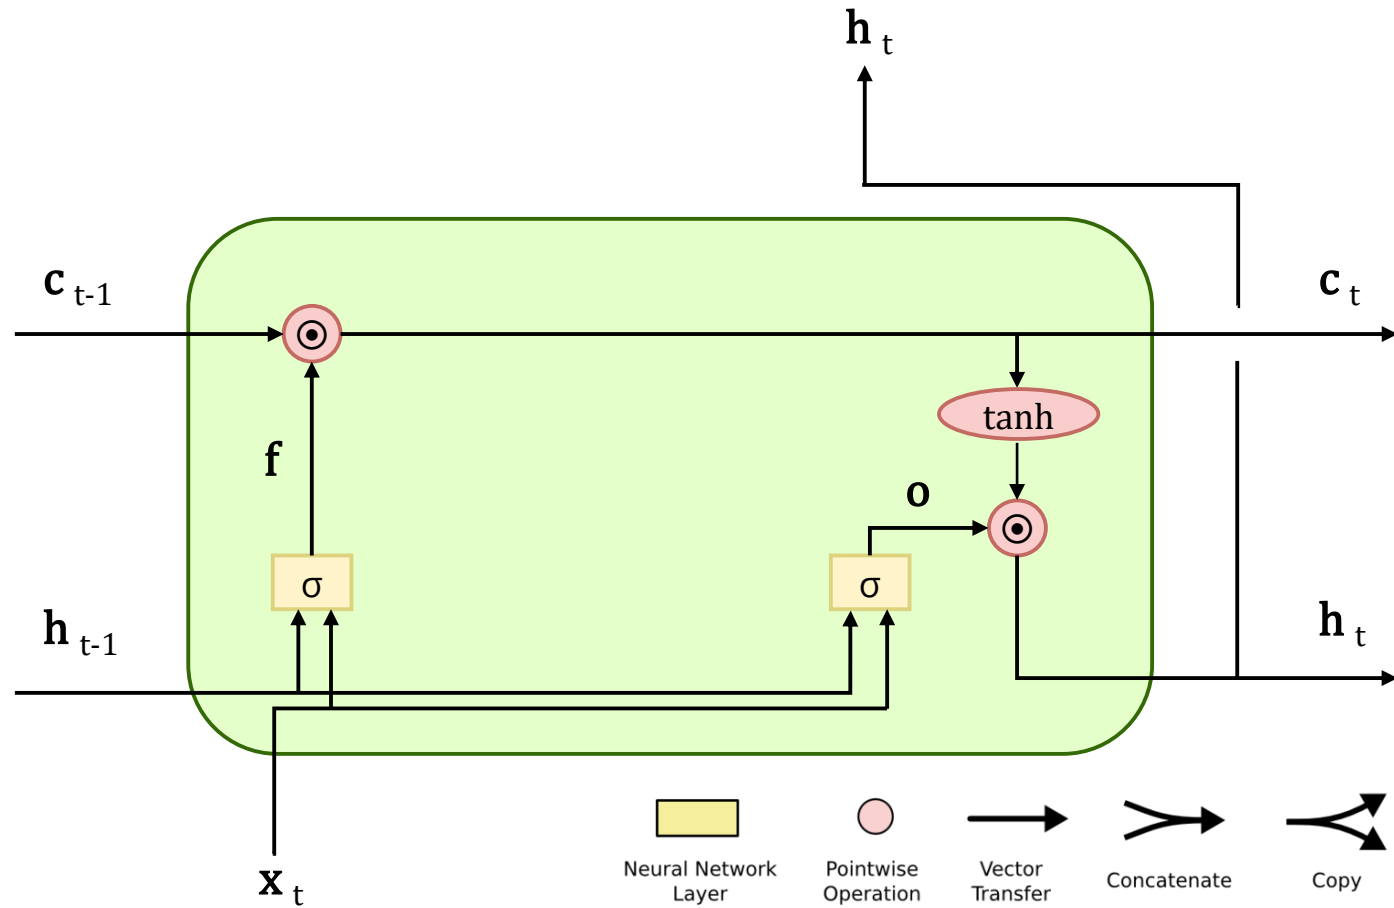 h t
c t-1
c t
tanh
f
o
σ
σ
h t-1
h t
x t
Neural Network
Layer
Pointwise
Operation
Vector
Transfer
Concatenate
Copy